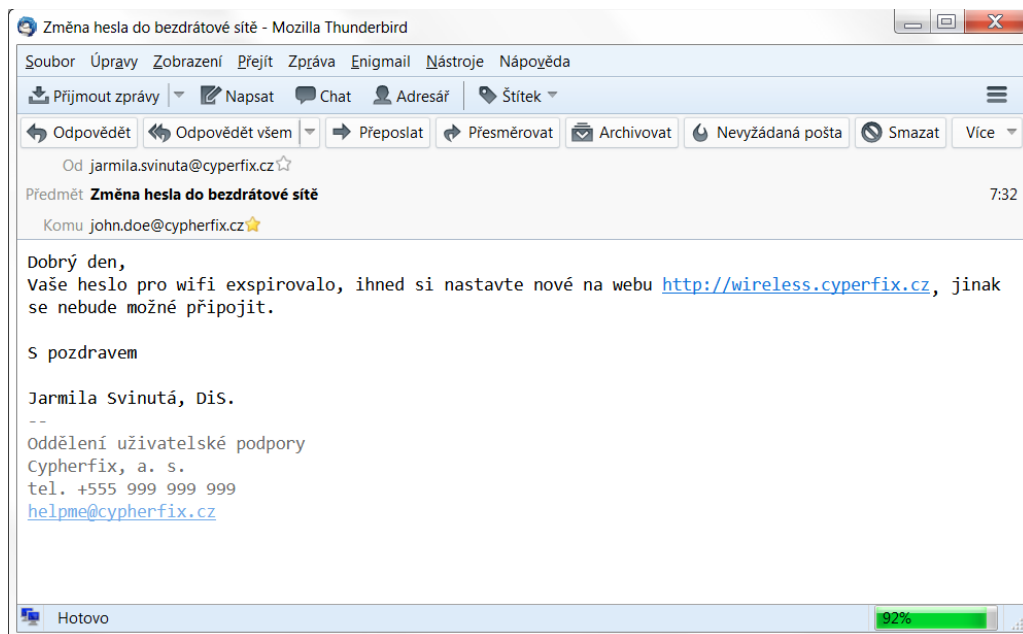 Změna hesla do bezdrátové sítě - Mozilla Thunderbird
Soubor Úpravy Zobrazení Přejít Zpráva Enigmail Nástroje Nápověda
Přijmout zprávy Napsat Chat Adresář Štítek
Odpovědět Odpovědět všem Přeposlat Přesměrovat Archivovat Nevyžádaná pošta Smazat Více
Od jarmila.svinuta@cyperfix.cz
Předmět Změna hesla do bezdrátové sítě 7:32
Komu john.doe@cypherfix.cz
Dobrý den,
Vaše heslo pro wifi exspirovalo, ihned si nastavte nové na webu http://wireless.cyperfix.cz, jinak
se nebude možné připojit.
S pozdravem
Jarmila Svinutá, DiS.
--
Oddělení uživatelské podpory
Cypherfix, a. s.
tel. +555 999 999 999
helpme@cypherfix.cz
Hotovo 92%